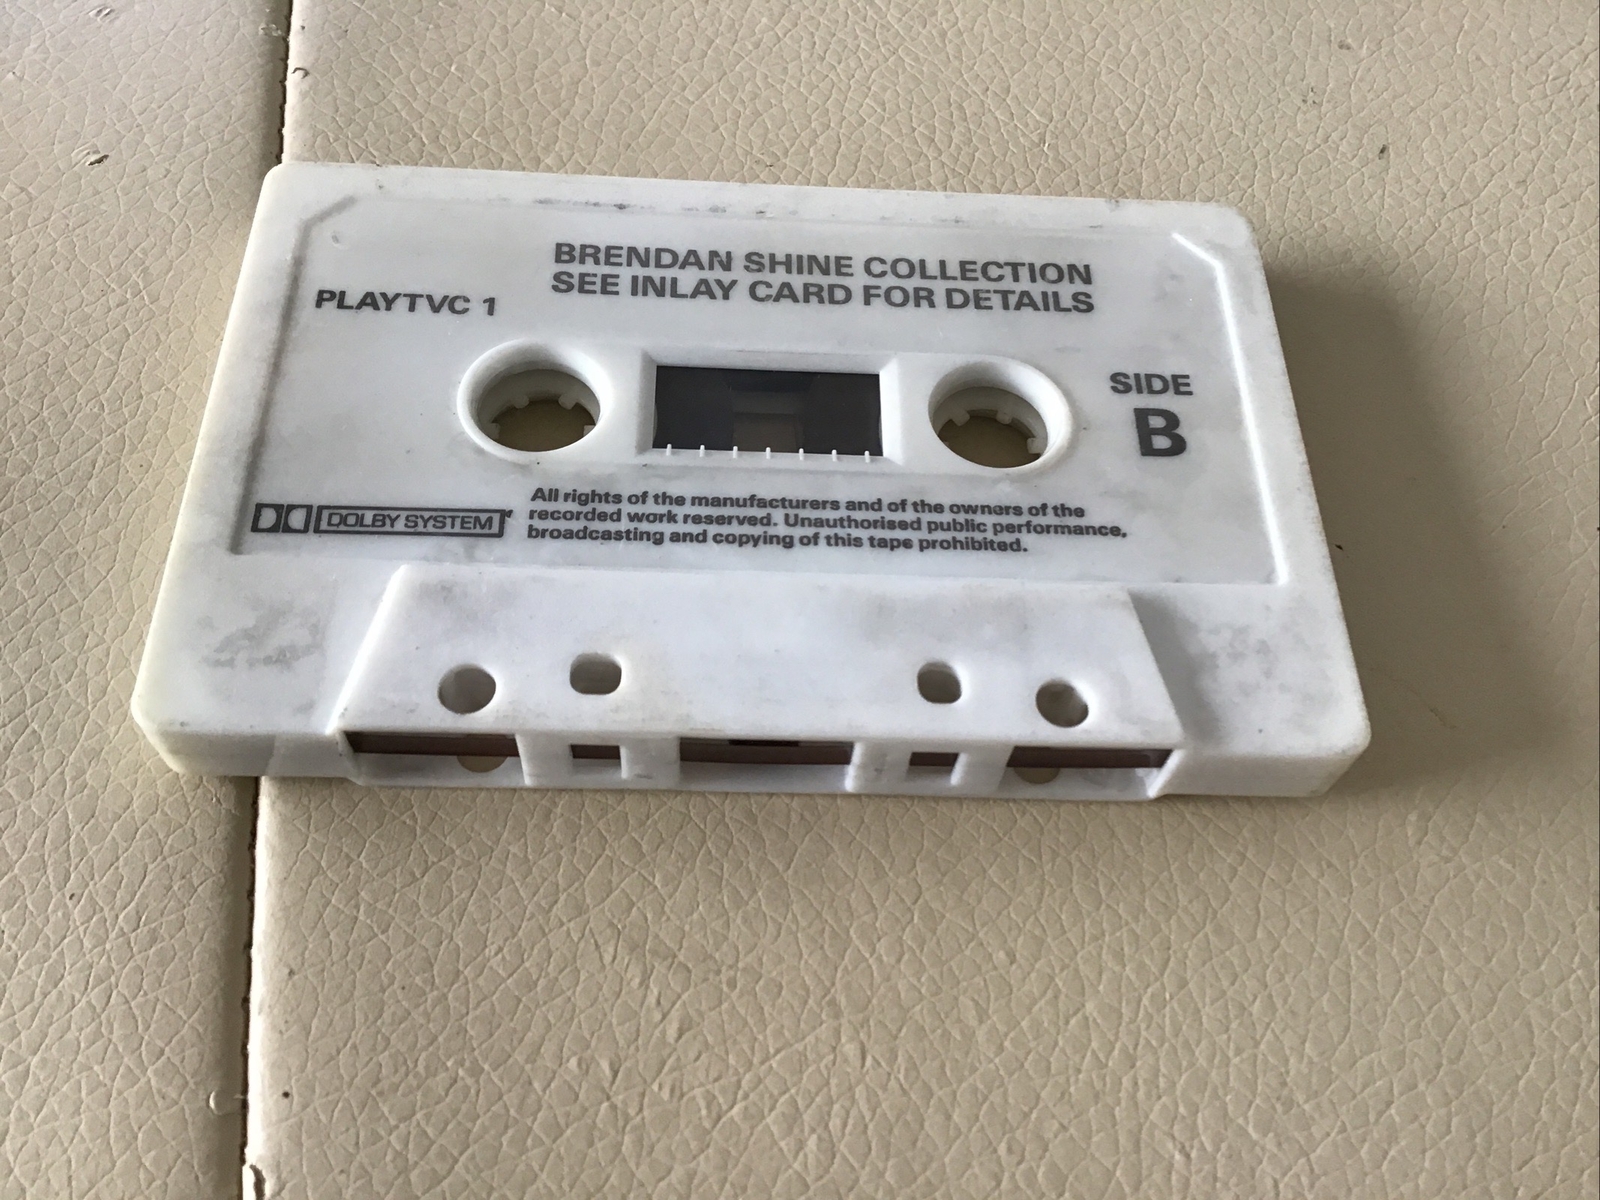 BRENDAN SHINE COLLECTION
SEE INLAY CARD FOR DETAILS
PLAYTVC 1
SIDE
B
DOLBY SYSTEM
All rights of the manufacturers and of the owners of the
recorded work reserved. Unauthorised public performance,
broadcasting and copying of this tape prohibited.